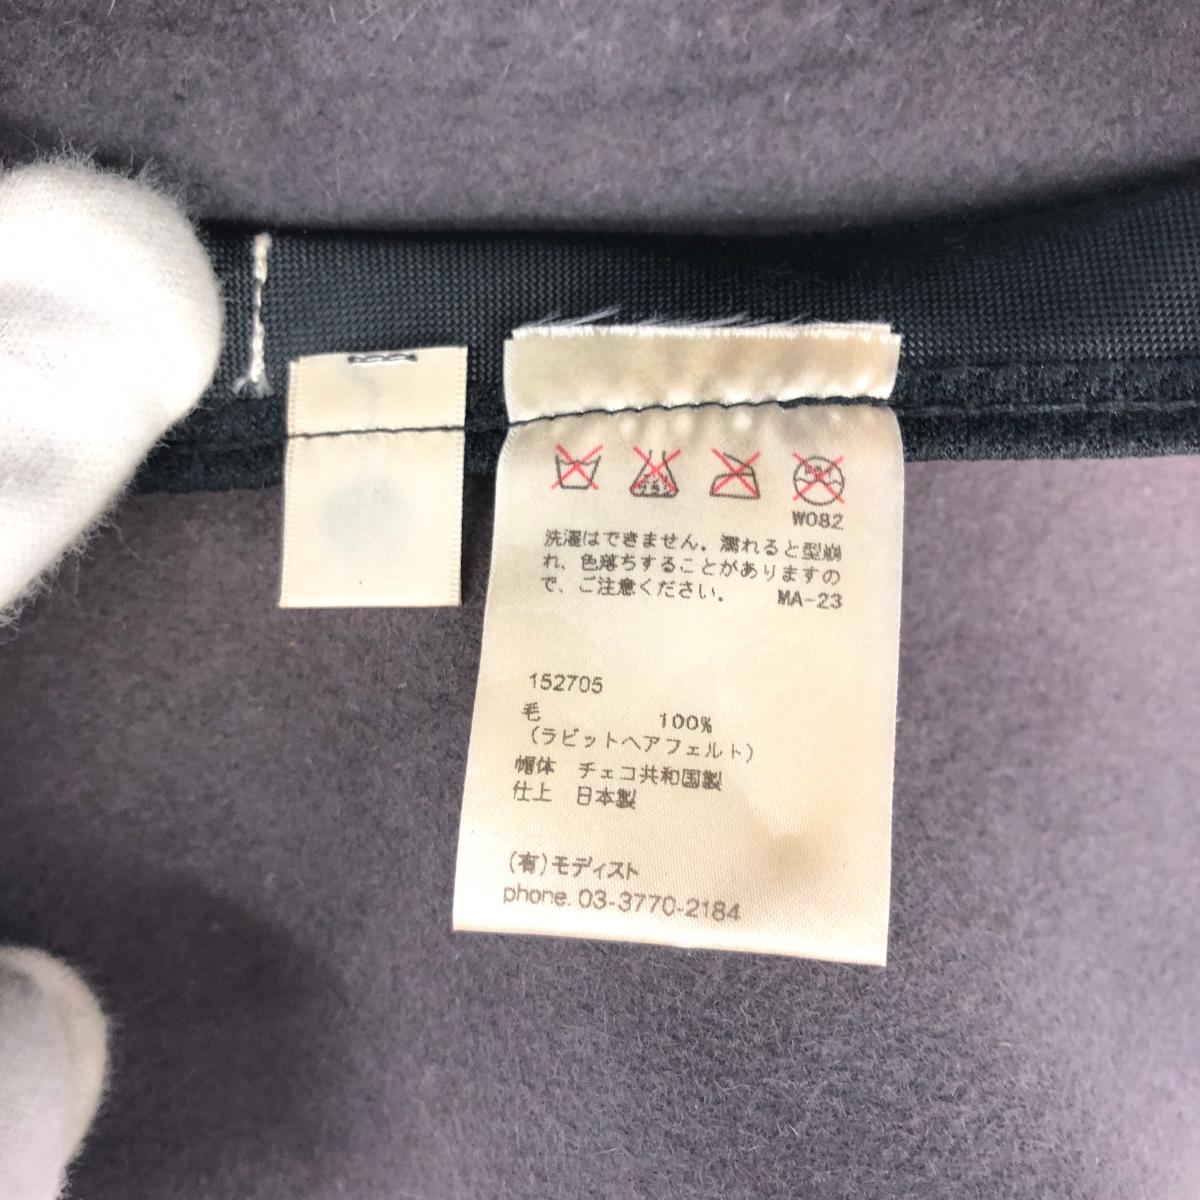 W082
洗濯はできません。濡れると型崩
れ、色落ちすることがありますの
で、ご注意ください。 MA-23
152705
毛 100%
(ラビットヘアフェルト)
帽体 チェコ共和国製
仕上 日本製
(有)モディスト
phone. 03-3770-2184